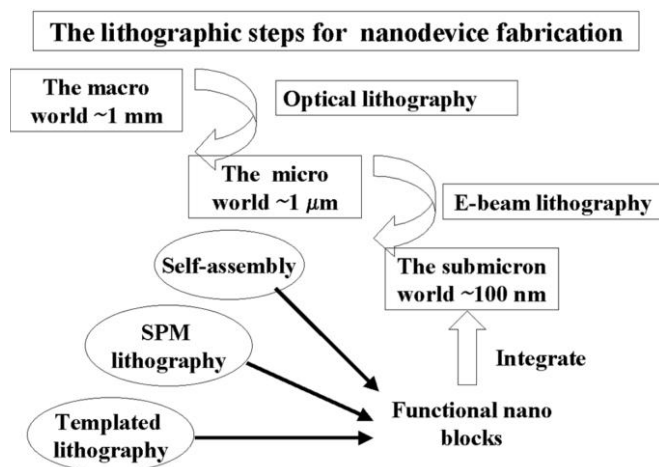 The lithographic steps for nanodevice fabrication
The macro
world ~1 mm
Optical lithography
The micro
world ~1 μm
E-beam lithography
Self-assembly
The submicron
world ~100 nm
SPM
lithography
Integrate
Templated
lithography
Functional nano
blocks